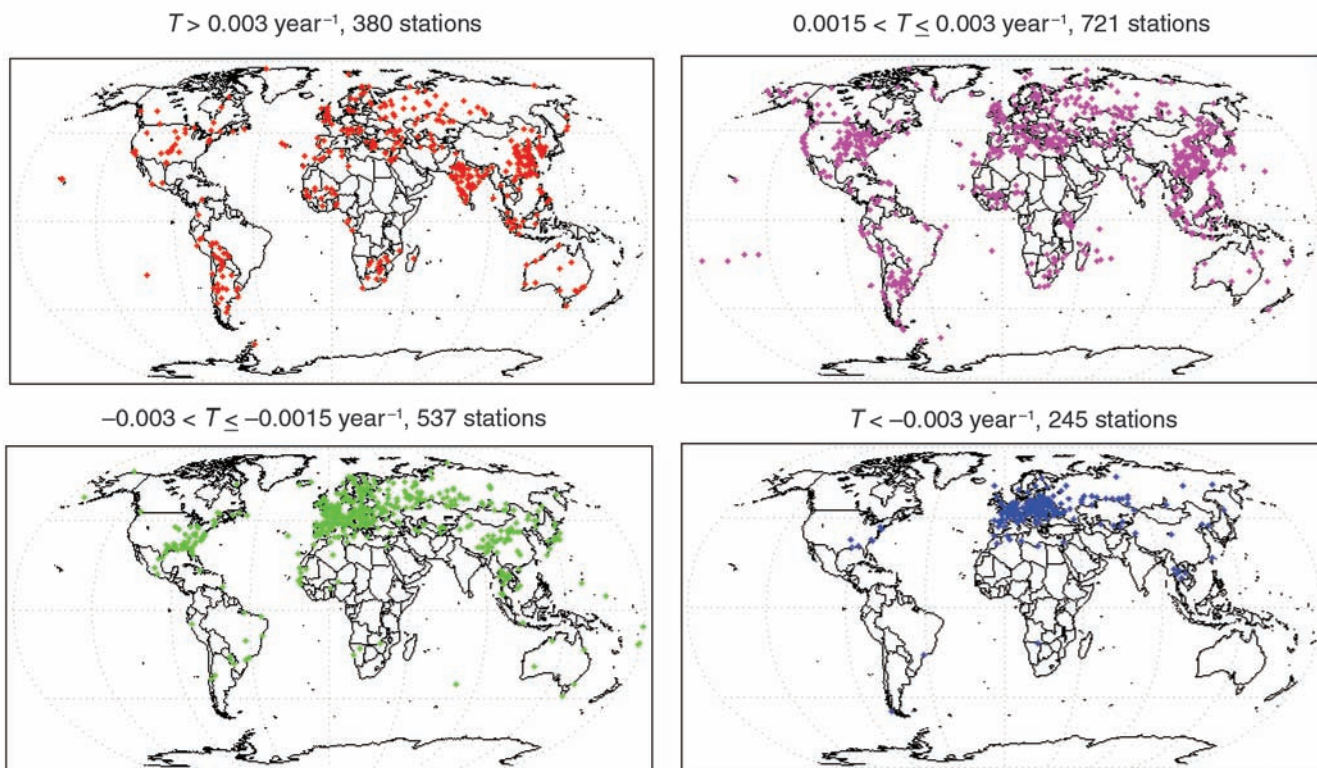 T > 0.003 year⁻¹, 380 stations
0.0015 < T ≤ 0.003 year⁻¹, 721 stations
–0.003 < T ≤ –0.0015 year⁻¹, 537 stations
T < –0.003 year⁻¹, 245 stations